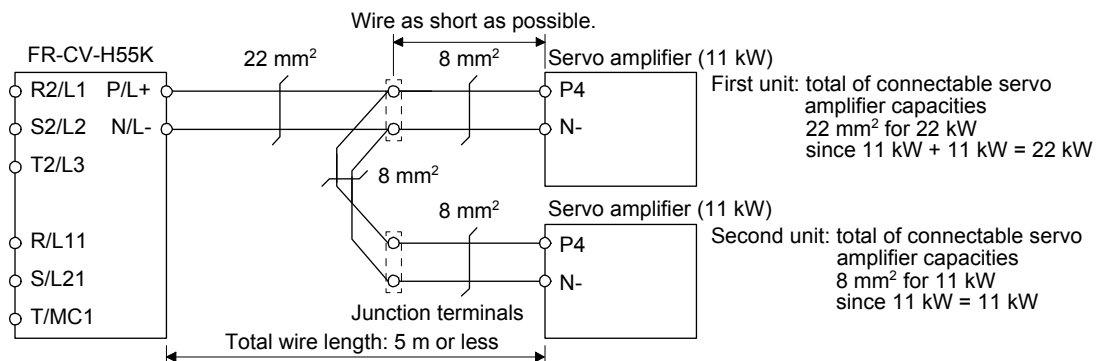 Wire as short as possible.
FR-CV-H55K
22 mm²
8 mm²
Servo amplifier (11 kW)
R2/L1
P/L+
S2/L2
N/L-
T2/L3
R/L11
S/L21
T/MC1
P4
N-
First unit: total of connectable servo
amplifier capacities
22 mm² for 22 kW
since 11 kW + 11 kW = 22 kW
8 mm²
8 mm²
Servo amplifier (11 kW)
P4
N-
Second unit: total of connectable servo
amplifier capacities
8 mm² for 11 kW
since 11 kW = 11 kW
Junction terminals
Total wire length: 5 m or less